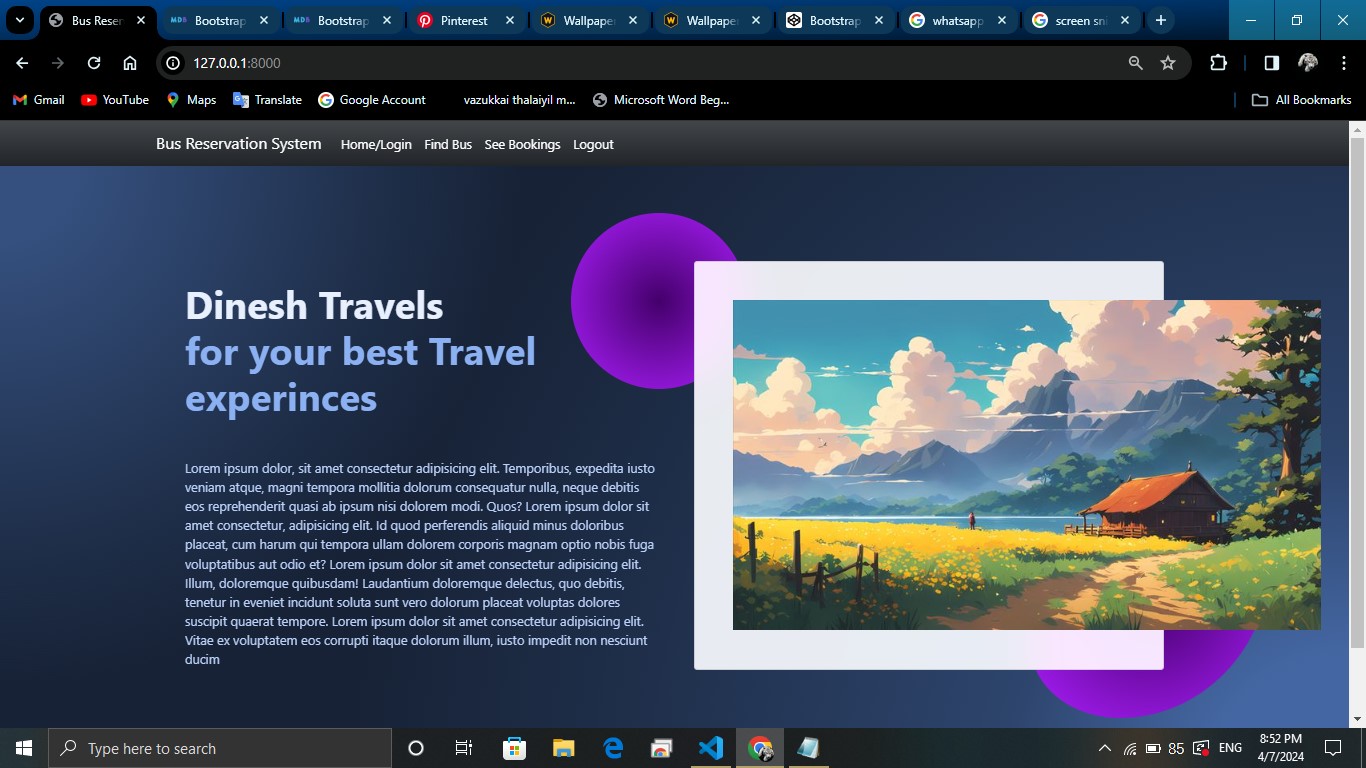 Bus Reser
Bootstrap
Bootstrap
Pinterest
Wallpaper
Wallpaper
Bootstrap
whatsapp
screen sni
127.0.0.1:8000
Gmail
YouTube
Maps
Translate
Google Account
vazukkai thalaiyil m...
Microsoft Word Beg...
All Bookmarks
Bus Reservation System
Home/Login
Find Bus
See Bookings
Logout
Dinesh Travels
for your best Travel
experinces
Lorem ipsum dolor, sit amet consectetur adipisicing elit. Temporibus, expedita iusto
veniam atque, magni tempora mollitia dolorum consequatur nulla, neque debitis
eos reprehenderit quasi ab ipsum nisi dolorem modi. Quos? Lorem ipsum dolor sit
amet consectetur, adipisicing elit. Id quod perferendis aliquid minus doloribus
placeat, cum harum qui tempora ullam dolorem corporis magnam optio nobis fuga
voluptatibus aut odio et? Lorem ipsum dolor sit amet consectetur adipisicing elit.
Illum, doloremque quibusdam! Laudantium doloremque delectus, quo debitis,
tenetur in eveniet incidunt soluta sunt vero dolorum placeat voluptas dolores
suscipit quaerat tempore. Lorem ipsum dolor sit amet consectetur adipisicing elit.
Vitae ex voluptatem eos corrupti itaque dolorum illum, iusto impedit non nesciunt
ducim
Type here to search
85
ENG
8:52 PM
4/7/2024